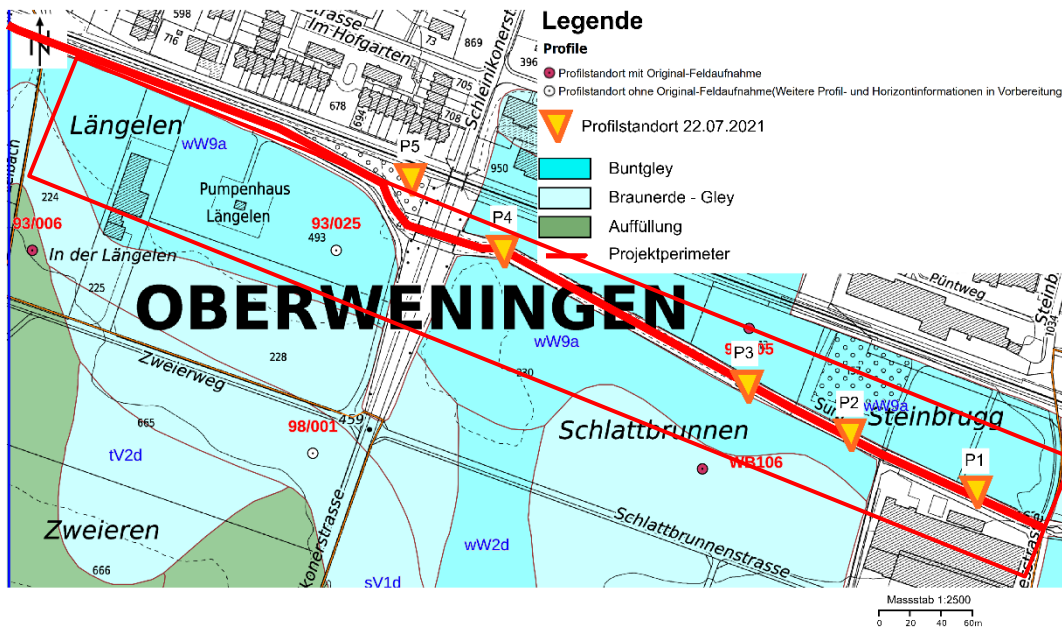 Legende
Profile
Profilstandort mit Original-Feldaufnahme
Profilstandort ohne Original-Feldaufnahme(Weitere Profil- und Horizontinformationen in Vorbereitung
Profilstandort 22.07.2021
Buntgley
Braunerde - Gley
Auffüllung
Projektperimeter
N
598
716
222
Im Hofgarten
73
869
396
705
708
678
694
950
Schleinikonerstrasse
Längelen
wW9a
P5
P4
Pumpenhaus
Längelen
224
93/006
93/025
493
In der Längelen
225
OBERWENINGEN
Püntweg
1034
228
wW9a
230
P3
P2
wW9a
Steinbrugg
P1
Zweierweg
459
98/001
665
tV2d
Schlattbrunnen
WB106
Zweieren
666
wW2d
sV1d
Schlattbrunnenstrasse
Massstab 1:2500
0 20 40 60m